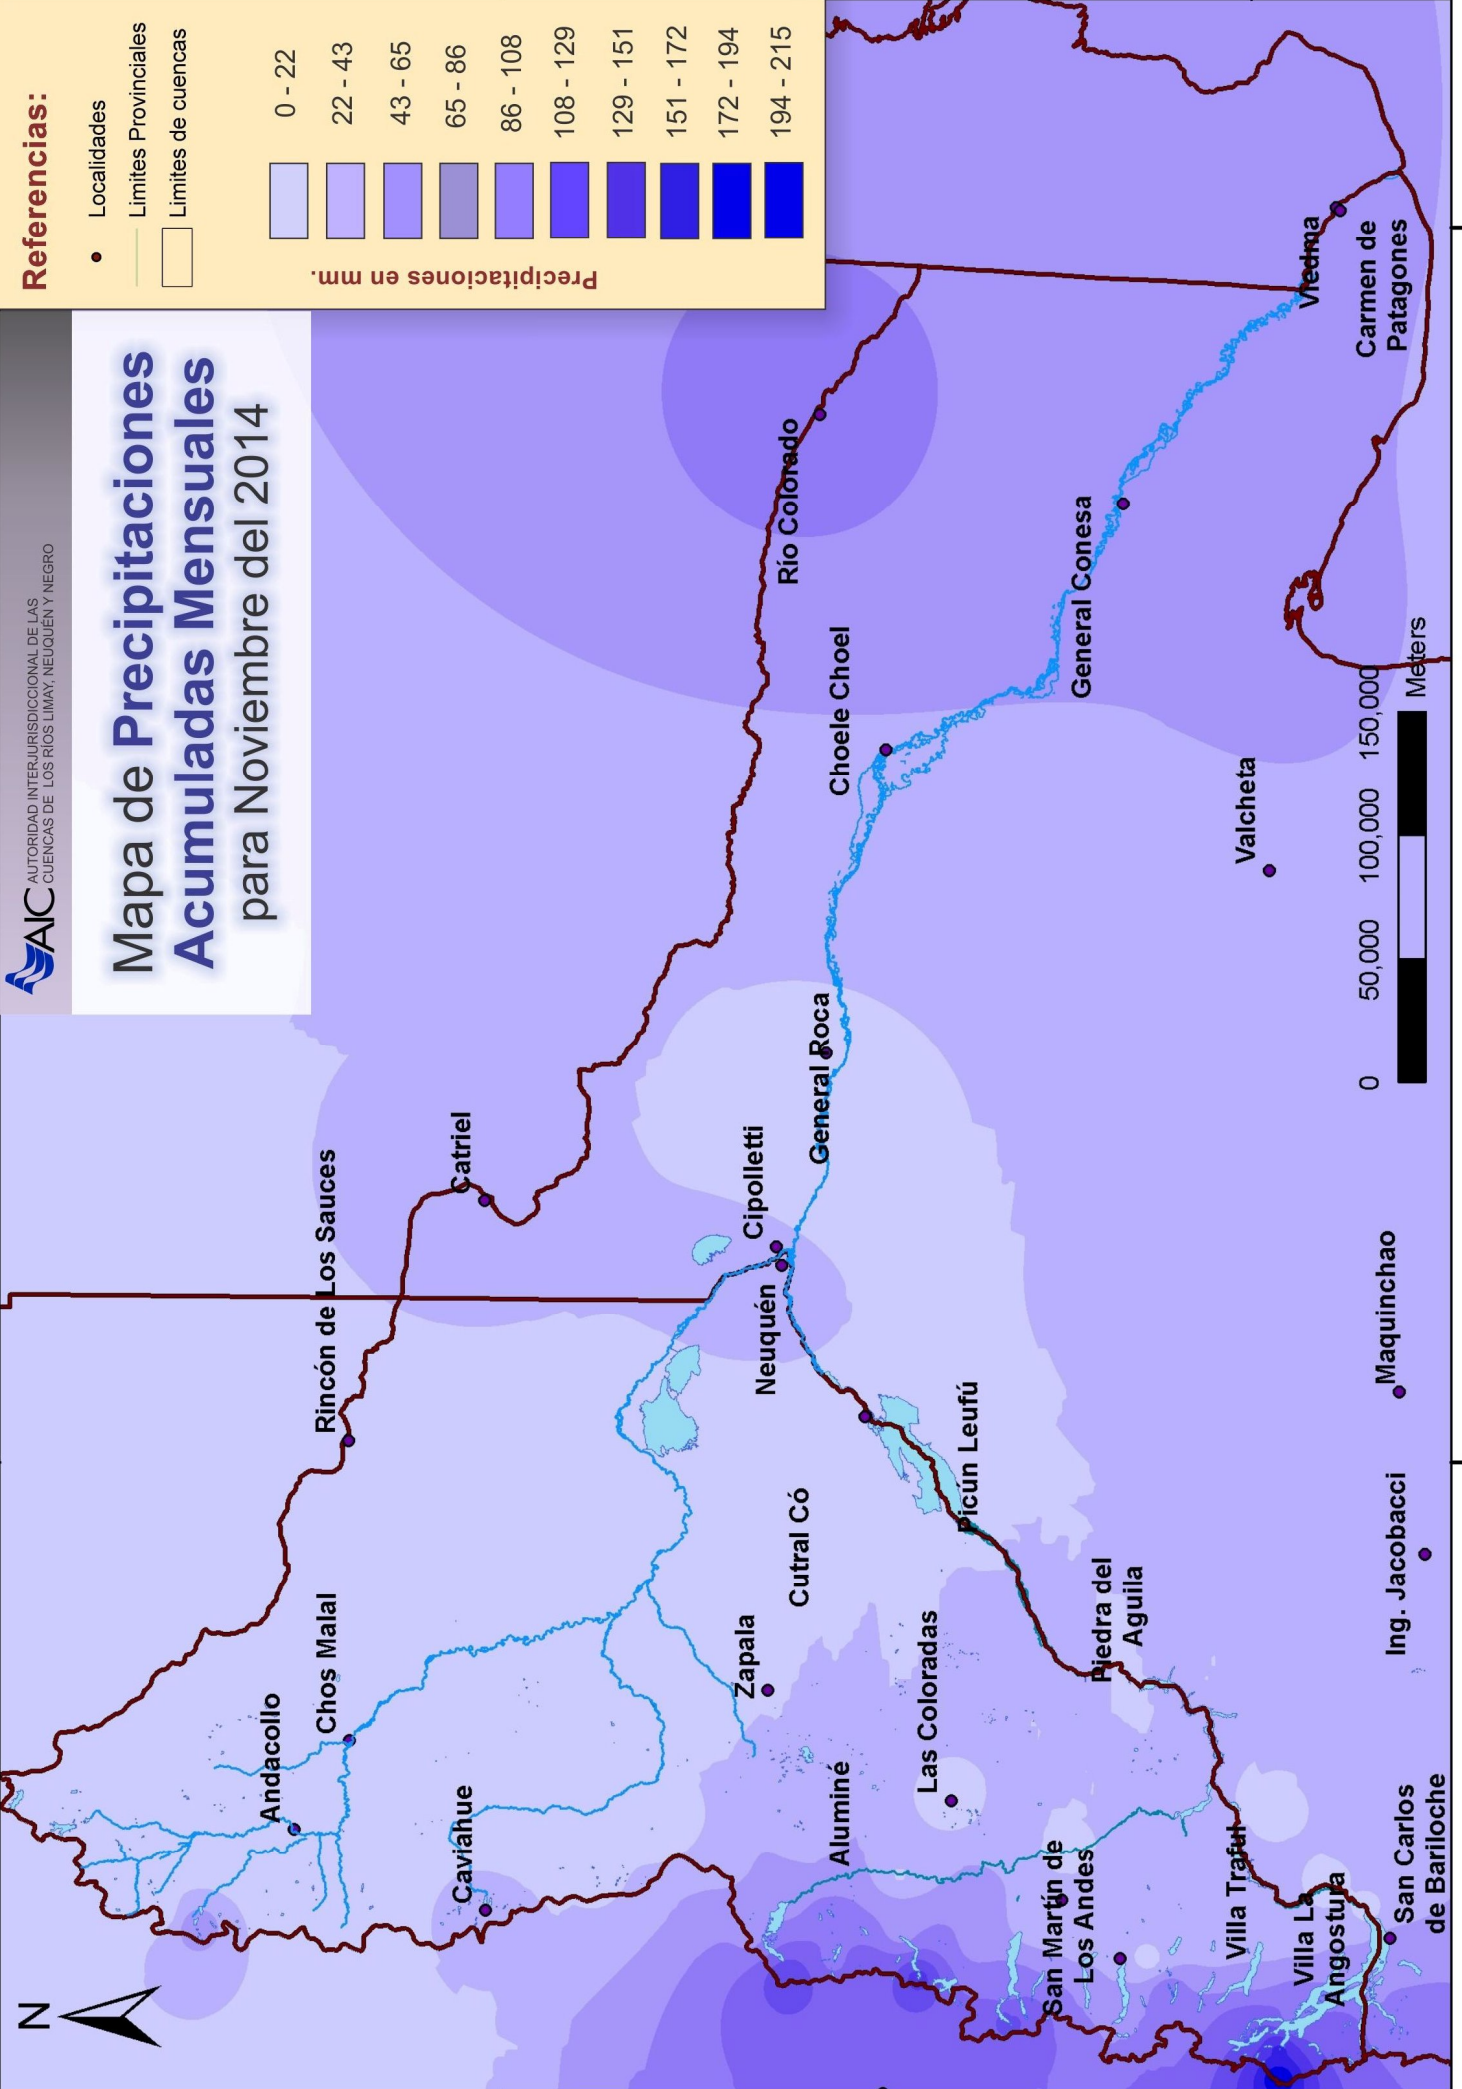 AIC
AUTORIDAD INTERJURISDICCIONAL DE LAS
CUENCAS DE LOS RIOS LIMAY, NEUQUÉN Y NEGRO
Mapa de Precipitaciones
Acumuladas Mensuales
para Noviembre del 2014
Referencias:
Localidades
Limites Provinciales
Limites de cuencas
Precipitaciones en mm.
0 - 22
22 - 43
43 - 65
65 - 86
86 - 108
108 - 129
129 - 151
151 - 172
172 - 194
194 - 215
N
Andacollo
Chos Malal
Rincón de Los Sauces
Catriel
Caviahue
Zapala
Cutral Có
Neuquén
Cipolletti
General Roca
Choele Choel
Río Colorado
Aluminé
Las Coloradas
Picun Leufú
San Martín de
Los Andes
Piedra del
Aguila
General Conesa
Villa Traful
Valcheta
Villa La
Angostura
Viedma
San Carlos
de Bariloche
Ing. Jacobacci
Maquinchao
Carmen de
Patagones
0
50,000
100,000
150,000
Meters